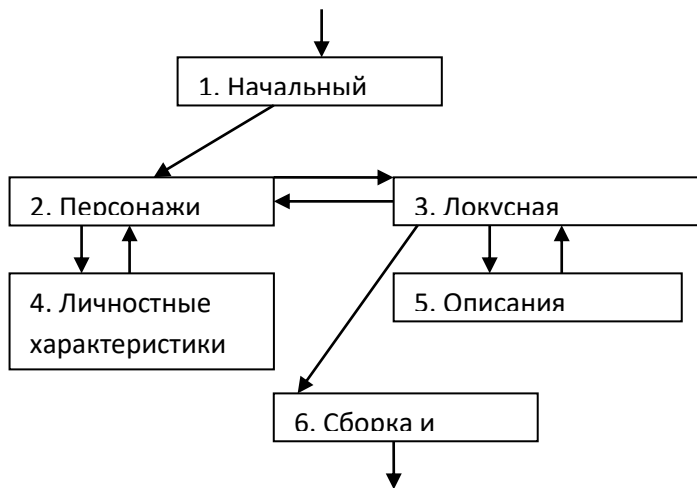 1. Начальный
2. Персонажи
3. Локусная
4. Личностные
характеристики
5. Описания
6. Сборка и